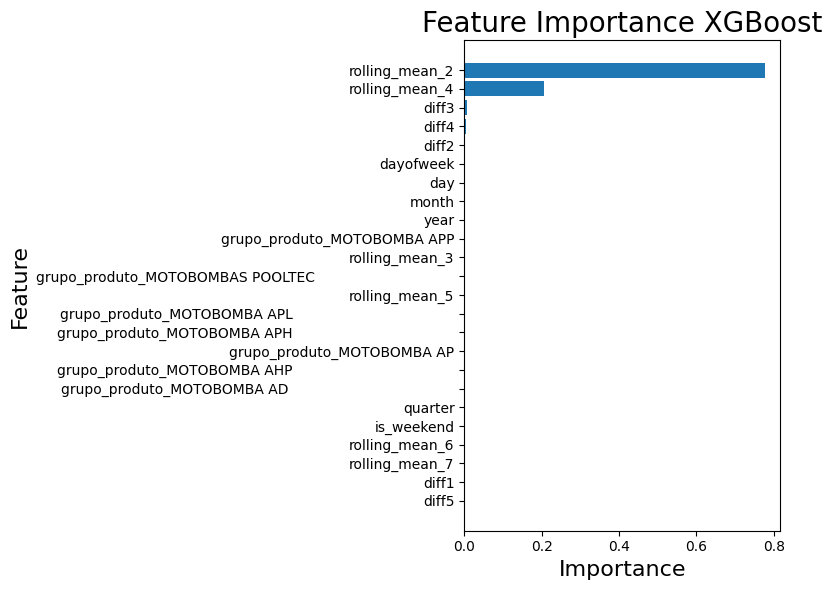 Feature Importance XGBoost
rolling_mean_2
rolling_mean_4
diff3
diff4
diff2
dayofweek
day
month
year
grupo_produto_MOTOBOMBA APP
rolling_mean_3
grupo_produto_MOTOBOMBAS POOLTEC
rolling_mean_5
grupo_produto_MOTOBOMBA APL
grupo_produto_MOTOBOMBA APH
grupo_produto_MOTOBOMBA AP
grupo_produto_MOTOBOMBA AHP
grupo_produto_MOTOBOMBA AD
quarter
is_weekend
rolling_mean_6
rolling_mean_7
diff1
diff5
Feature
0.0 0.2 0.4 0.6 0.8
Importance